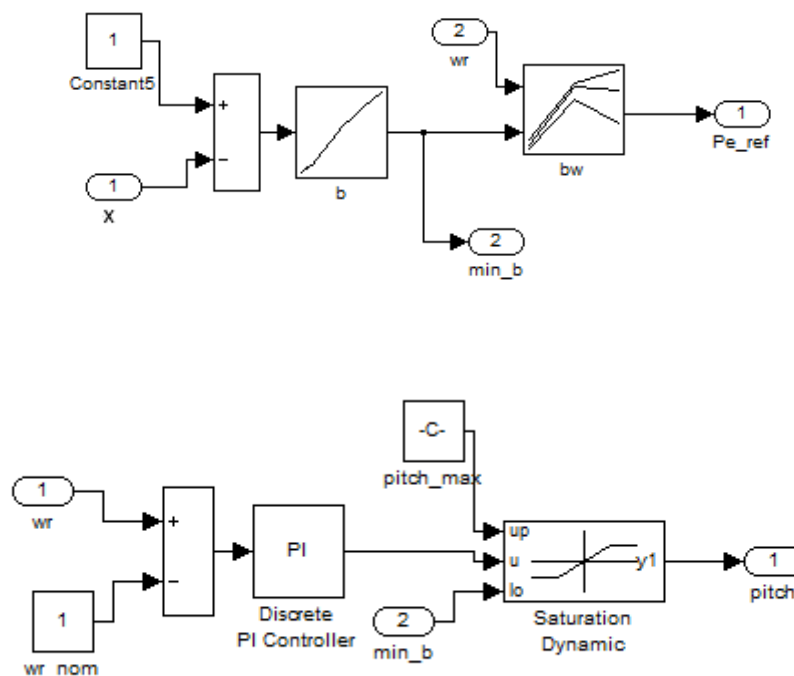 1
Constant5
+
−
1
X
b
2
wr
bw
1
Pe_ref
2
min_b
-C-
pitch_max
1
wr
+
−
1
wr_nom
PI
Discrete
PI Controller
2
min_b
up
u
lo
y1
Saturation
Dynamic
1
pitch